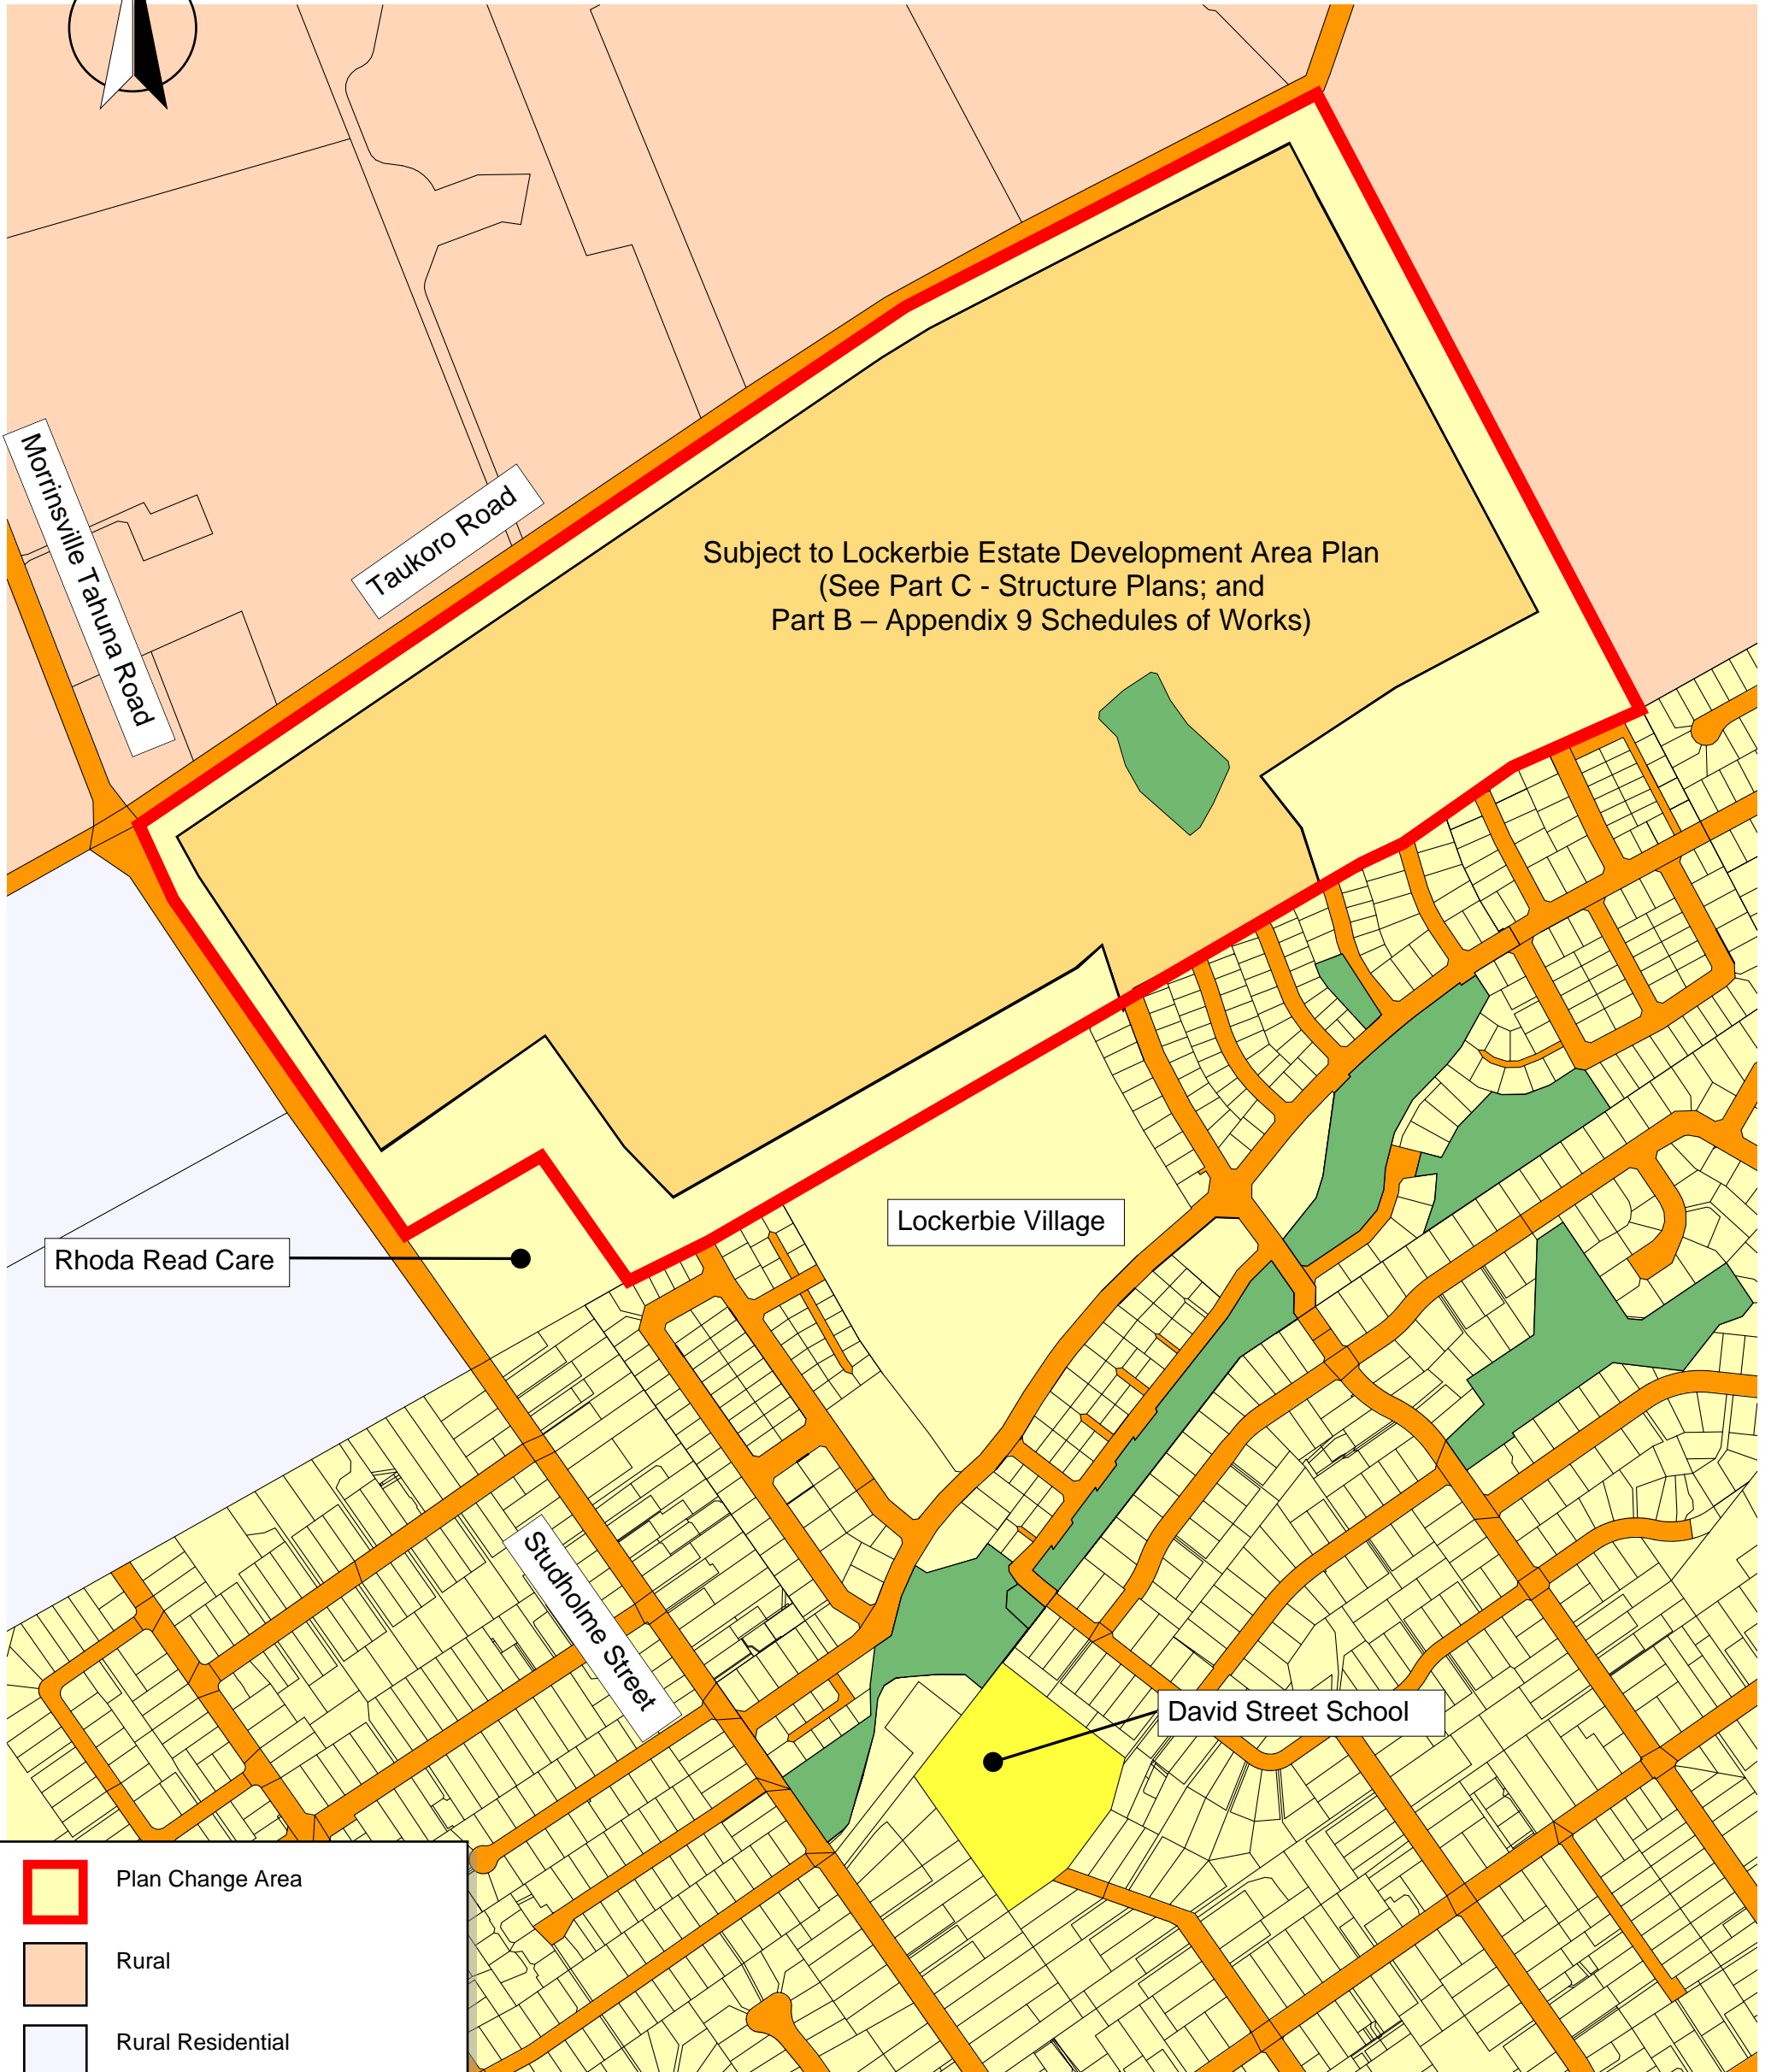 Morrinsville Tahuna Road
Taukoro Road
Subject to Lockerbie Estate Development Area Plan
(See Part C - Structure Plans; and
Part B – Appendix 9 Schedules of Works)
Lockerbie Village
Rhoda Read Care
Studholme Street
David Street School
Plan Change Area
Rural
Rural Residential